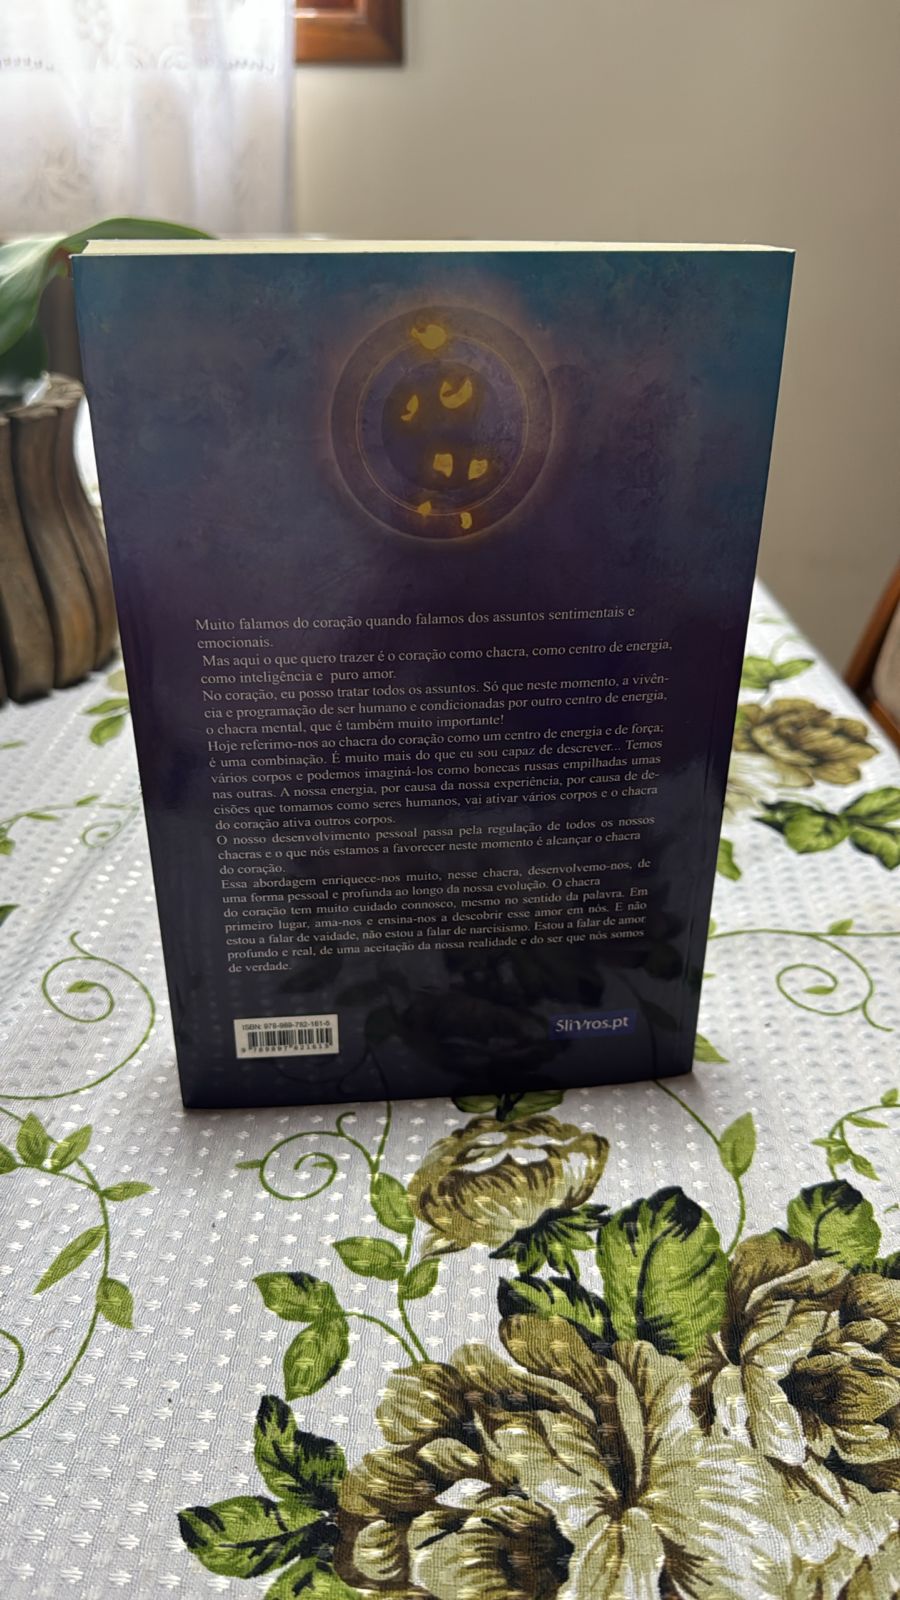 Muito falamos do coração quando falamos dos assuntos sentimentais e
emocionais.
Mas aqui o que quero trazer é o coração como chacra, como centro de energia,
como inteligência e puro amor.
No coração, eu posso tratar todos os assuntos. Só que neste momento, a vivên-
cia e programação de ser humano e condicionadas por outro centro de energia,
o chacra mental, que é também muito importante!
Hoje referimo-nos ao chacra do coração como um centro de energia e de força;
é uma combinação. É muito mais do que eu sou capaz de descrever... Temos
vários corpos e podemos imaginá-los como bonecas russas empilhadas umas
nas outras. A nossa energia, por causa da nossa experiência, por causa de de-
cisões que tomamos como seres humanos, vai ativar vários corpos e o chacra
do coração ativa outros corpos.
O nosso desenvolvimento pessoal passa pela regulação de todos os nossos
chacras e o que nós estamos a favorecer neste momento é alcançar o chacra
do coração.
Essa abordagem enriquece-nos muito, nesse chacra, desenvolvemo-nos, de
uma forma pessoal e profunda ao longo da nossa evolução. O chacra
do coração tem muito cuidado connosco, mesmo no sentido da palavra. Em
primeiro lugar, ama-nos e ensina-nos a descobrir esse amor em nós. E não
estou a falar de vaidade, não estou a falar de narcisismo. Estou a falar de amor
profundo e real, de uma aceitação da nossa realidade e do ser que nós somos
de verdade.
ISBN: 978-989-782-161-5
9 789897 821615
5livros.pt